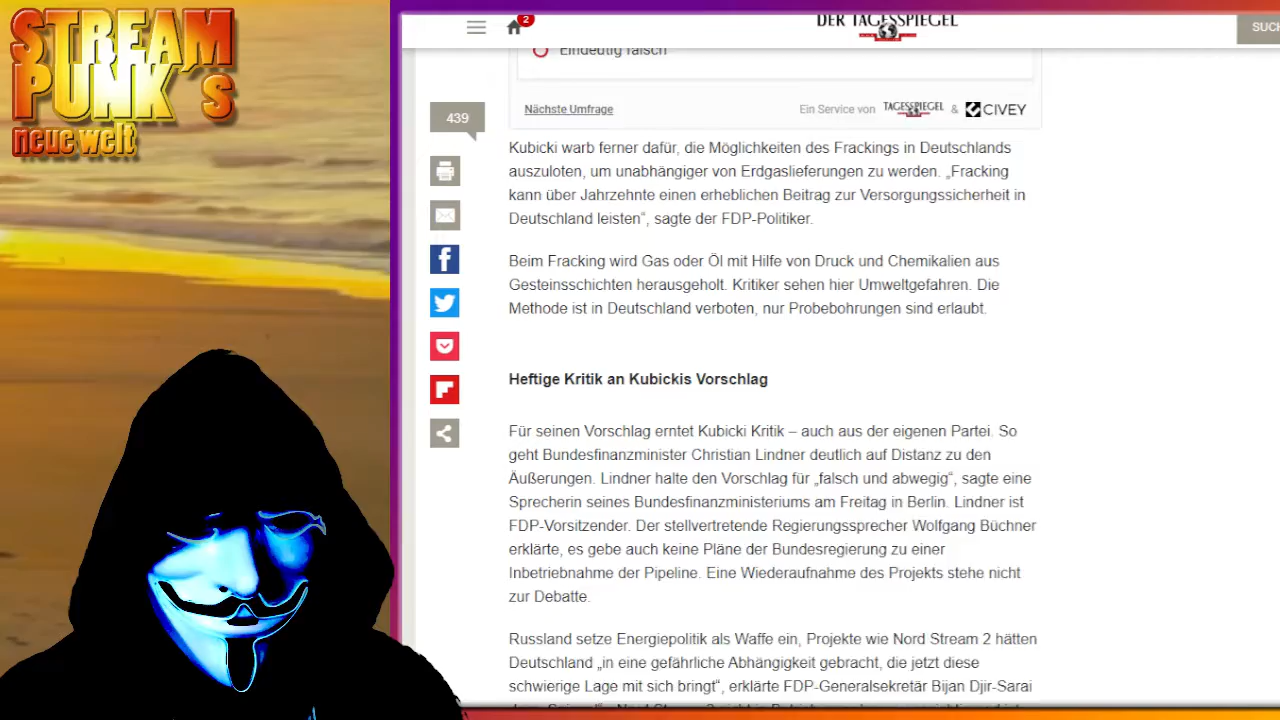 STREAM
PUNK´s
neue welt
2
DER TAGESSPIEGEL
SUCH
Eindeutig falsch
Nächste Umfrage
Ein Service von TAGESSPIEGEL & CIVEY
439
Kubicki warb ferner dafür, die Möglichkeiten des Frackings in Deutschlands
auszuloten, um unabhängiger von Erdgaslieferungen zu werden. „Fracking
kann über Jahrzehnte einen erheblichen Beitrag zur Versorgungssicherheit in
Deutschland leisten“, sagte der FDP-Politiker.
Beim Fracking wird Gas oder Öl mit Hilfe von Druck und Chemikalien aus
Gesteinsschichten herausgeholt. Kritiker sehen hier Umweltgefahren. Die
Methode ist in Deutschland verboten, nur Probebohrungen sind erlaubt.
Heftige Kritik an Kubickis Vorschlag
Für seinen Vorschlag erntet Kubicki Kritik – auch aus der eigenen Partei. So
geht Bundesfinanzminister Christian Lindner deutlich auf Distanz zu den
Äußerungen. Lindner halte den Vorschlag für „falsch und abwegig“, sagte eine
Sprecherin seines Bundesfinanzministeriums am Freitag in Berlin. Lindner ist
FDP-Vorsitzender. Der stellvertretende Regierungssprecher Wolfgang Büchner
erklärte, es gebe auch keine Pläne der Bundesregierung zu einer
Inbetriebnahme der Pipeline. Eine Wiederaufnahme des Projekts stehe nicht
zur Debatte.
Russland setze Energiepolitik als Waffe ein, Projekte wie Nord Stream 2 hätten
Deutschland „in eine gefährliche Abhängigkeit gebracht, die jetzt diese
schwierige Lage mit sich bringt“, erklärte FDP-Generalsekretär Bijan Djir-Sarai